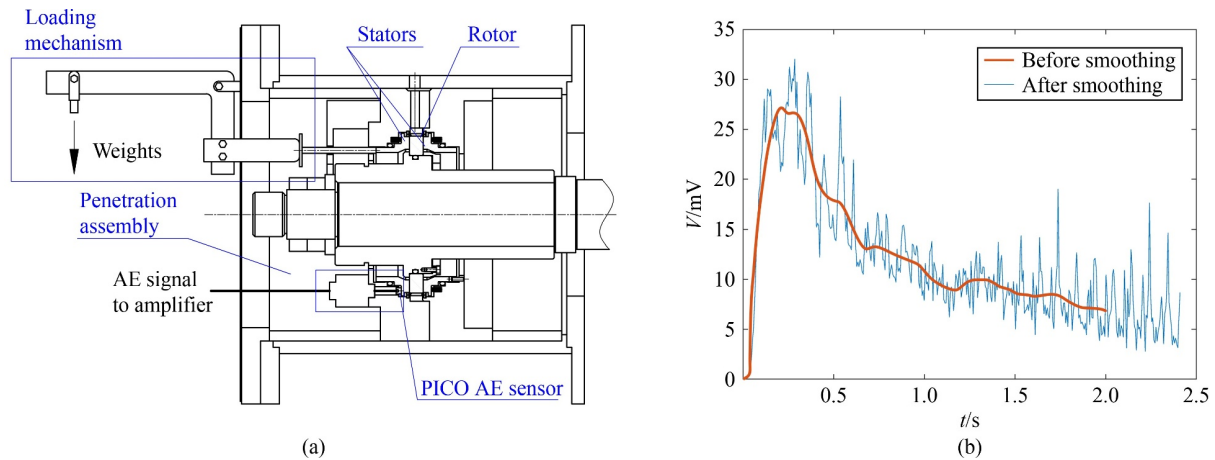 Loading
mechanism
Stators
Rotor
Weights
Penetration
assembly
AE signal
to amplifier
PICO AE sensor
(a)
35
30
25
20
15
10
5
0
V/mV
Before smoothing
After smoothing
0.5
1.0
1.5
2.0
2.5
t/s
(b)